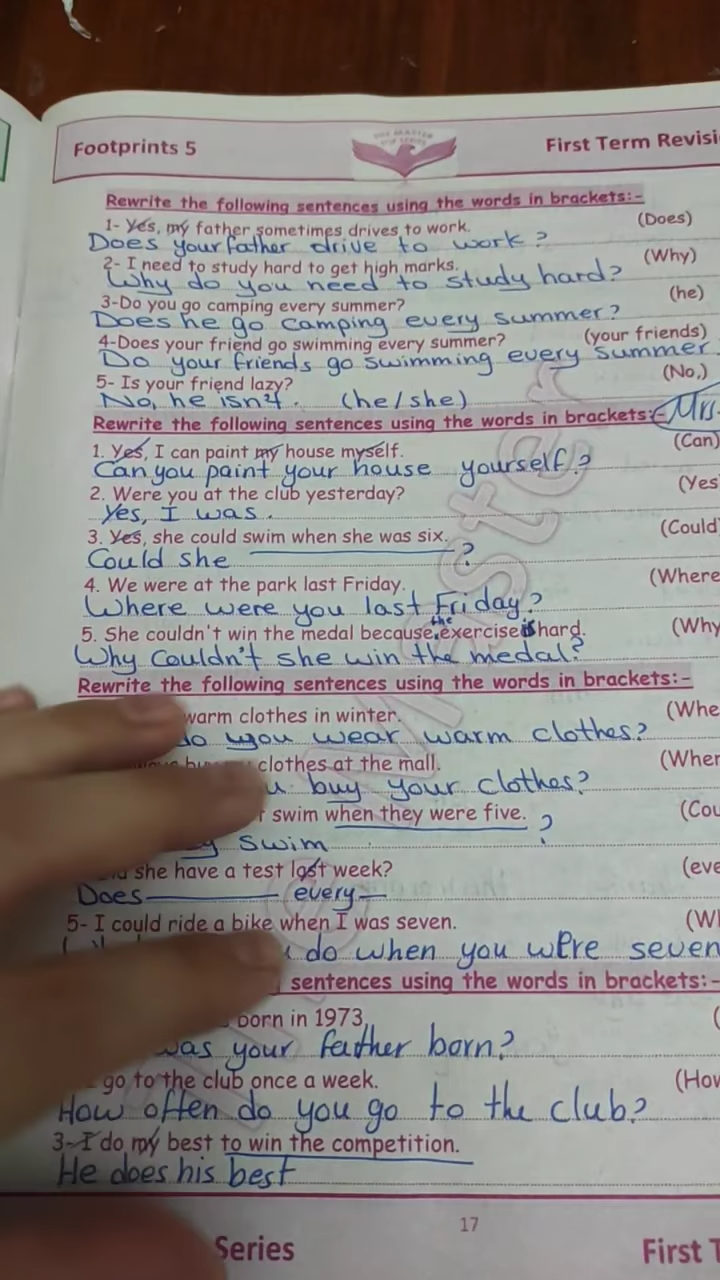 Footprints 5 First Term Revisi
Rewrite the following sentences using the words in brackets:-
1- Yes, my father sometimes drives to work. (Does)
Does your father drive to work?
2- I need to study hard to get high marks. (Why)
Why do you need to study hard?
3-Do you go camping every summer? (he)
Does he go camping every summer?
4-Does your friend go swimming every summer? (your friends)
Do your friends go swimming every summer
5- Is your friend lazy? (No,)
No, he isn't. (he/she)
Rewrite the following sentences using the words in brackets:- Mrs.
1. Yes, I can paint my house myself. (Can)
Can you paint your house yourself?
2. Were you at the club yesterday? (Yes
Yes, I was.
3. Yes, she could swim when she was six. (Could
Could she ?
4. We were at the park last Friday. (Where
Where were you last Friday?
5. She couldn't win the medal because the exercise is hard. (Why
Why couldn't she win the medal?
Rewrite the following sentences using the words in brackets:-
warm clothes in winter. (Whe
do you wear warm clothes?
clothes at the mall. (Wher
buy your clothes?
swim when they were five. (Cou
swim ?
she have a test last week? (eve
Does every
5- I could ride a bike when I was seven. (Wh
do when you were seven
sentences using the words in brackets:-
born in 1973 (
was your father born?
go to the club once a week. (How
How often do you go to the club?
3- I do my best to win the competition.
He does his best
17
Series First T